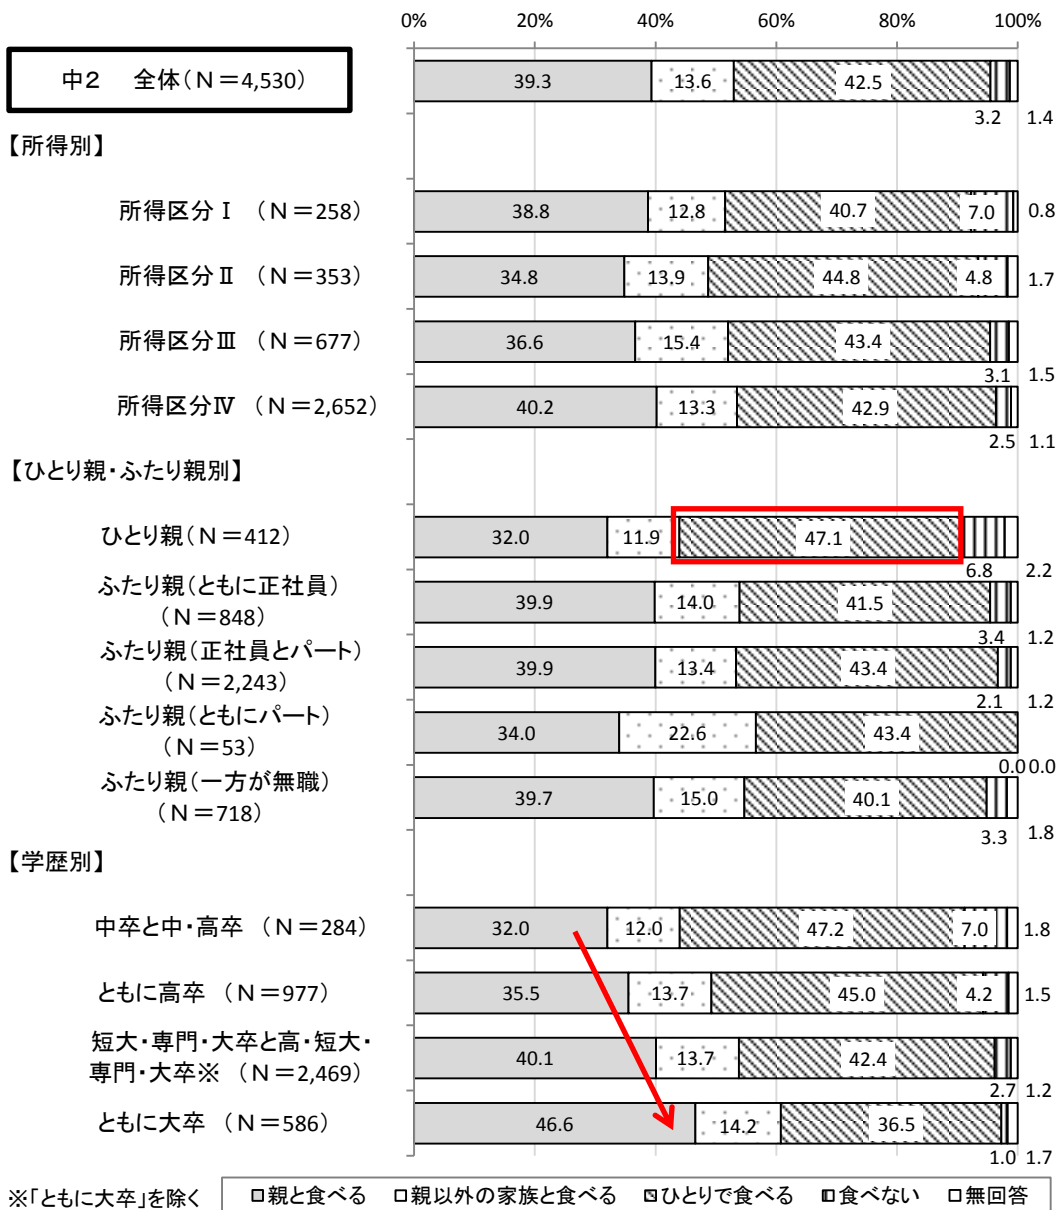 0% 20% 40% 60% 80% 100%
中2 全体(N=4,530) 39.3 13.6 42.5
3.2 1.4
【所得別】
所得区分Ⅰ (N=258) 38.8 12.8 40.7 7.0 0.8
所得区分Ⅱ (N=353) 34.8 13.9 44.8 4.8 1.7
所得区分Ⅲ (N=677) 36.6 15.4 43.4
3.1 1.5
所得区分Ⅳ (N=2,652) 40.2 13.3 42.9
2.5 1.1
【ひとり親・ふたり親別】
ひとり親(N=412) 32.0 11.9 47.1
6.8 2.2
ふたり親(ともに正社員)
(N=848) 39.9 14.0 41.5
3.4 1.2
ふたり親(正社員とパート)
(N=2,243) 39.9 13.4 43.4
2.1 1.2
ふたり親(ともにパート)
(N=53) 34.0 22.6 43.4
0.0 0.0
ふたり親(一方が無職)
(N=718) 39.7 15.0 40.1
3.3 1.8
【学歴別】
中卒と中・高卒 (N=284) 32.0 12.0 47.2 7.0 1.8
ともに高卒 (N=977) 35.5 13.7 45.0 4.2 1.5
短大・専門・大卒と高・短大・
専門・大卒※ (N=2,469) 40.1 13.7 42.4
2.7 1.2
ともに大卒 (N=586) 46.6 14.2 36.5
1.0 1.7
※「ともに大卒」を除く 親と食べる 親以外の家族と食べる ひとりで食べる 食べない 無回答